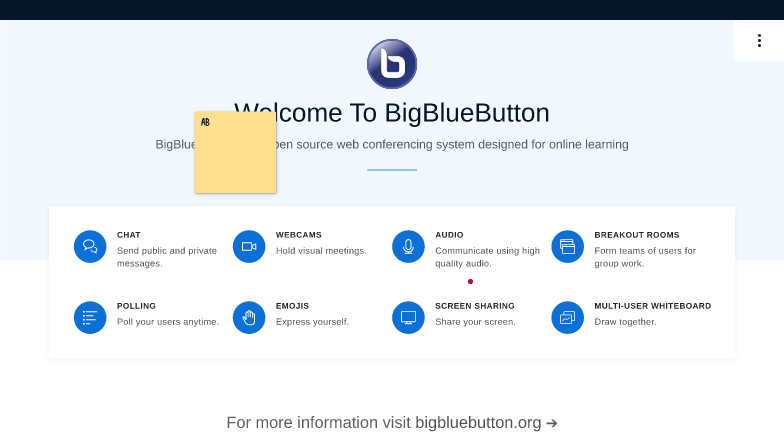 Welcome To BigBlueButton
AB
open source web conferencing system designed for online learning
CHAT
Send public and private
messages.
WEBCAMS
Hold visual meetings.
AUDIO
Communicate using high
quality audio.
BREAKOUT ROOMS
Form teams of users for
group work.
POLLING
Poll your users anytime.
EMOJIS
Express yourself.
SCREEN SHARING
Share your screen.
MULTI-USER WHITEBOARD
Draw together.
For more information visit bigbluebutton.org ➔